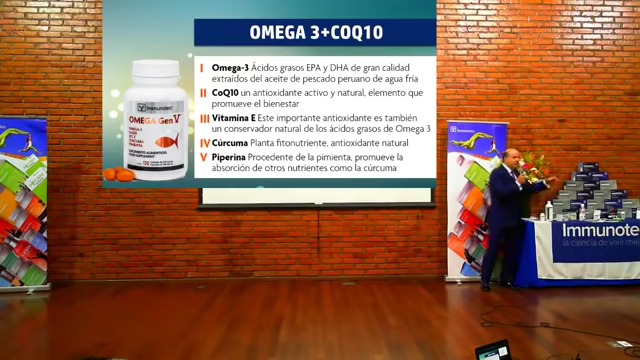 OMEGA 3+COQ10
I Omega-3 Ácidos grasos EPA y DHA de gran calidad
extraídos del aceite de pescado peruano de agua fría
II CoQ10 un antioxidante activo y natural, elemento que
promueve el bienestar
III Vitamina E Este importante antioxidante es también
un conservador natural de los ácidos grasos de Omega 3
IV Cúrcuma Planta fitonutriente, antioxidante natural
V Piperina Procedente de la pimienta, promueve la
absorción de otros nutrientes como la cúrcuma
Immunotec
OMEGA Gen V
OMEGA 3
Immunotec
la ciencia de vivir mejor